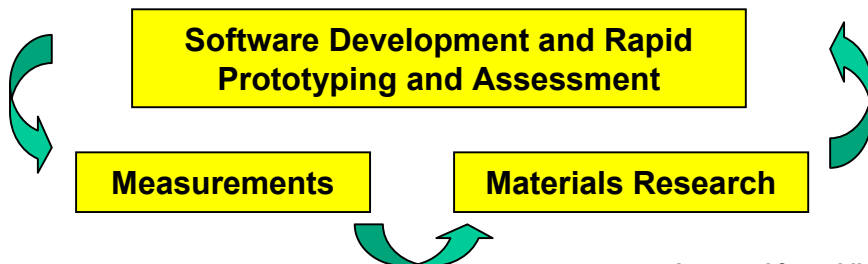 Software Development and Rapid
Prototyping and Assessment
Measurements
Materials Research